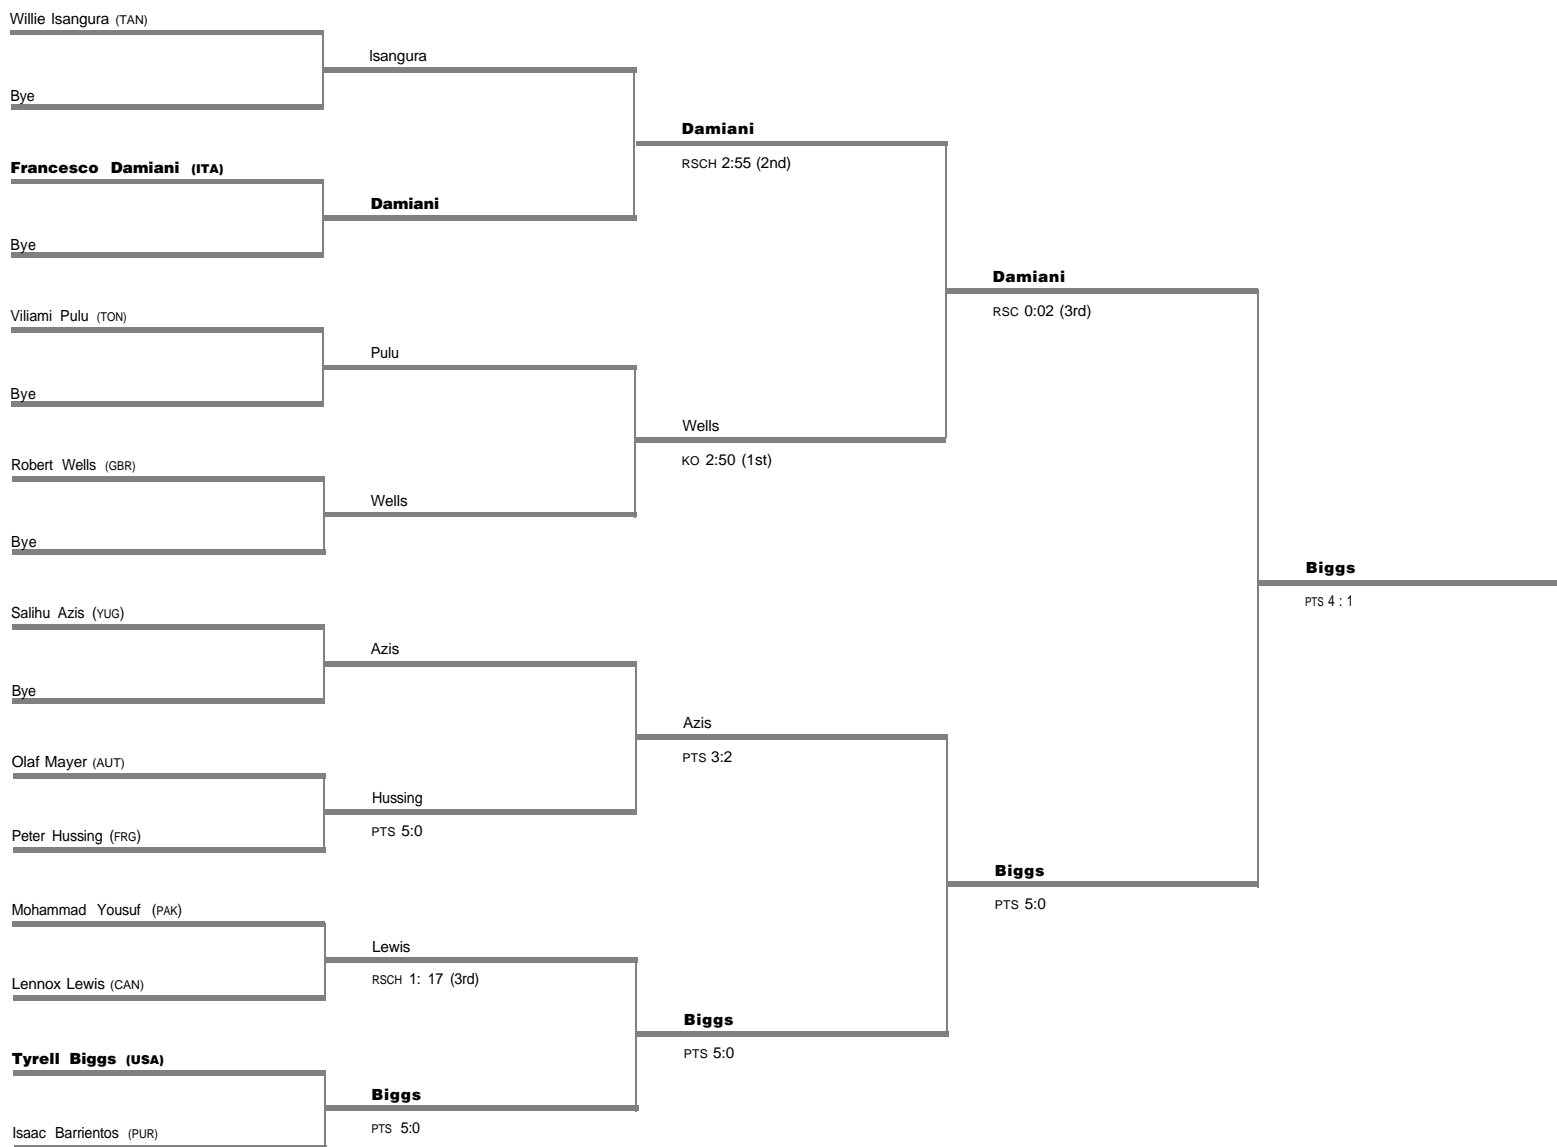 Willie Isangura (TAN)
Bye
Francesco Damiani (ITA)
Bye
Viliami Pulu (TON)
Bye
Robert Wells (GBR)
Bye
Salihu Azis (YUG)
Bye
Olaf Mayer (AUT)
Peter Hussing (FRG)
Mohammad Yousuf (PAK)
Lennox Lewis (CAN)
Tyrell Biggs (USA)
Isaac Barrientos (PUR)
Isangura
Damiani
Pulu
Wells
Azis
Hussing
PTS 5:0
Lewis
RSCH 1: 17 (3rd)
Biggs
PTS 5:0
Damiani
RSCH 2:55 (2nd)
Wells
KO 2:50 (1st)
Azis
PTS 3:2
Biggs
PTS 5:0
Damiani
RSC 0:02 (3rd)
Biggs
PTS 5:0
Biggs
PTS 4 : 1